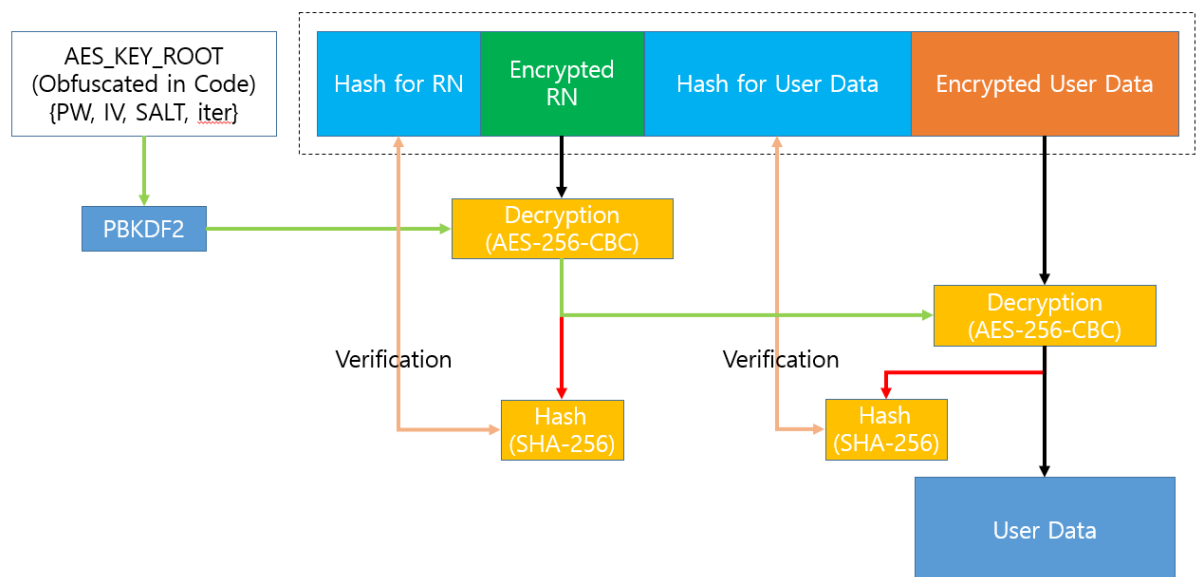 AES_KEY_ROOT
(Obfuscated in Code)
{PW, IV, SALT, iter}
Hash for RN
Encrypted
RN
Hash for User Data
Encrypted User Data
PBKDF2
Decryption
(AES-256-CBC)
Decryption
(AES-256-CBC)
Verification
Verification
Hash
(SHA-256)
Hash
(SHA-256)
User Data